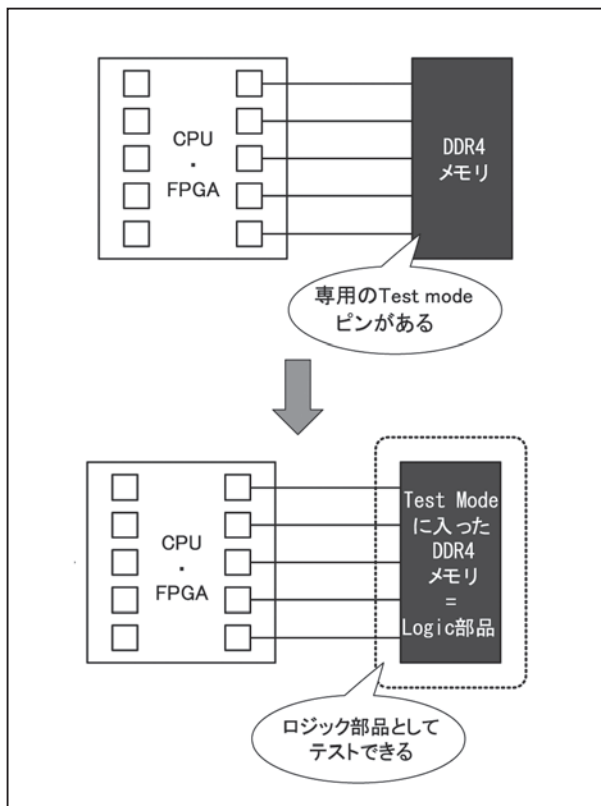 CPU
・
FPGA
DDR4
メモリ
専用のTest mode
ピンがある
CPU
・
FPGA
Test Mode
に入った
DDR4
メモリ
=
Logic部品
ロジック部品として
テストできる